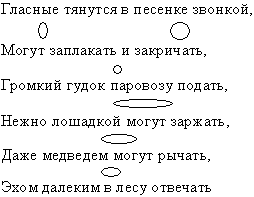 Гласные тянутся в песенке звонкой,
Могут заплакать и закричать,
Громкий гудок паровозу подать,
Нежно лошадкой могут заржать,
Даже медведем могут рычать,
Эхом далеким в лесу отвечать